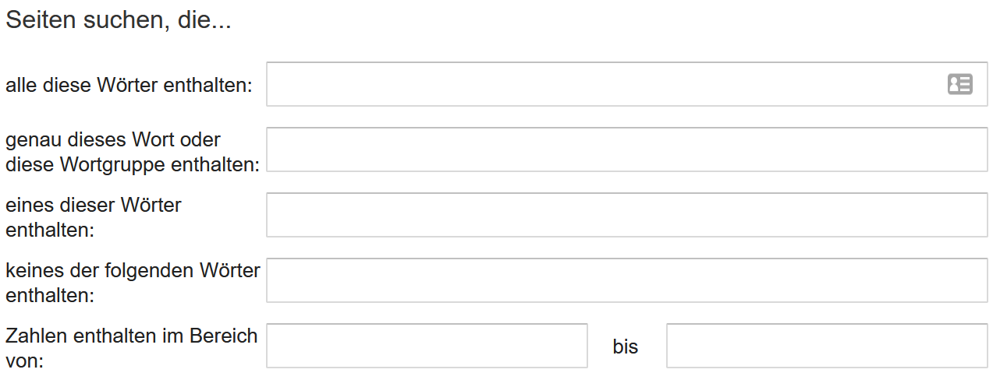 Seiten suchen, die...
alle diese Wörter enthalten:
genau dieses Wort oder
diese Wortgruppe enthalten:
eines dieser Wörter
enthalten:
keines der folgenden Wörter
enthalten:
Zahlen enthalten im Bereich
von:
bis